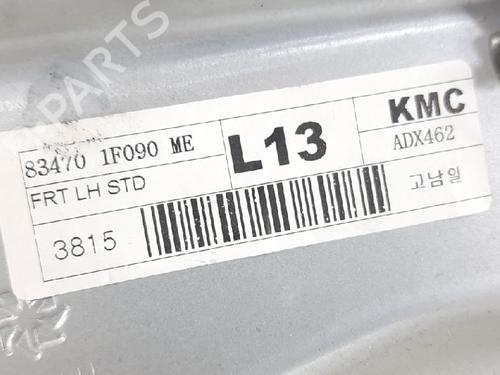 83470 1F090 ME
L13
KMC
ADX462
FRT LH STD
고남일
3815
B-PARTS